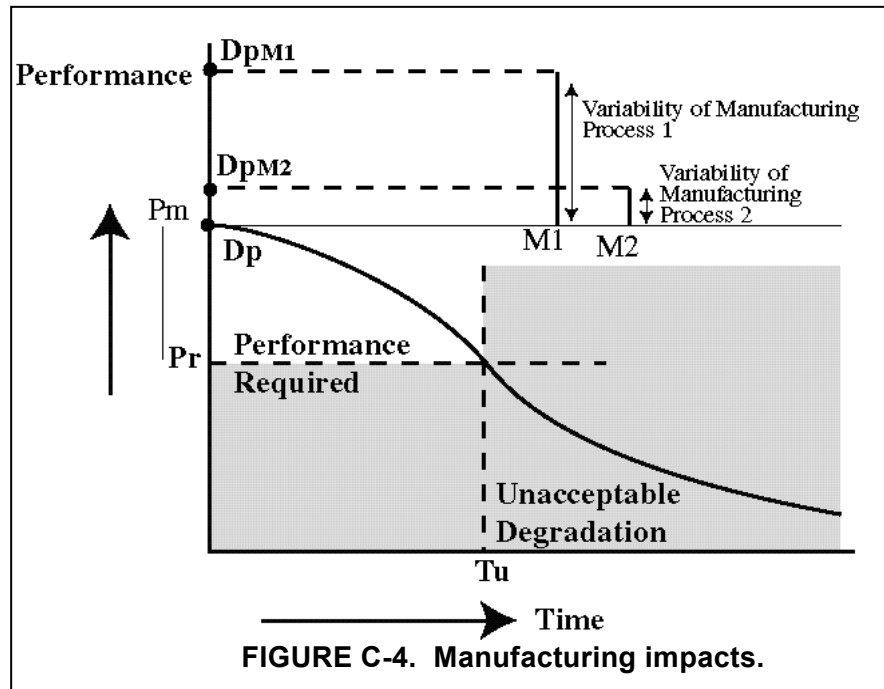 DpM1
Performance
Variability of Manufacturing
Process 1
DpM2
Variability of
Manufacturing
Process 2
Pm
M1
M2
Dp
Pr
Performance
Required
Unacceptable
Degradation
Tu
Time
FIGURE C-4. Manufacturing impacts.